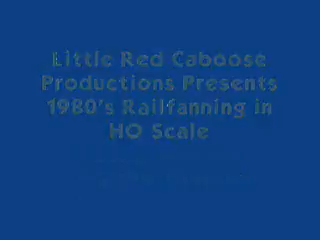 Little Red Caboose
Productions Presents
1980's Railfanning in
HO Scale